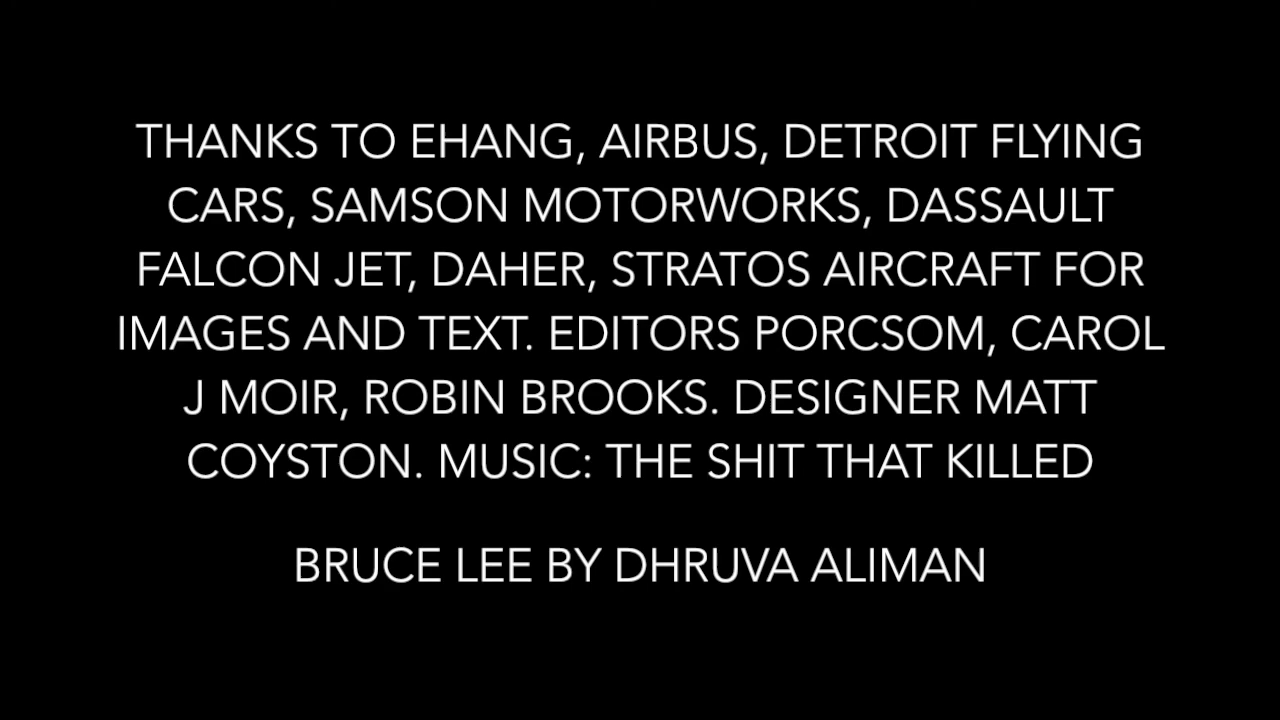 THANKS TO EHANG, AIRBUS, DETROIT FLYING
CARS, SAMSON MOTORWORKS, DASSAULT
FALCON JET, DAHER, STRATOS AIRCRAFT FOR
IMAGES AND TEXT. EDITORS PORCSOM, CAROL
J MOIR, ROBIN BROOKS. DESIGNER MATT
COYSTON. MUSIC: THE SHIT THAT KILLED
BRUCE LEE BY DHRUVA ALIMAN